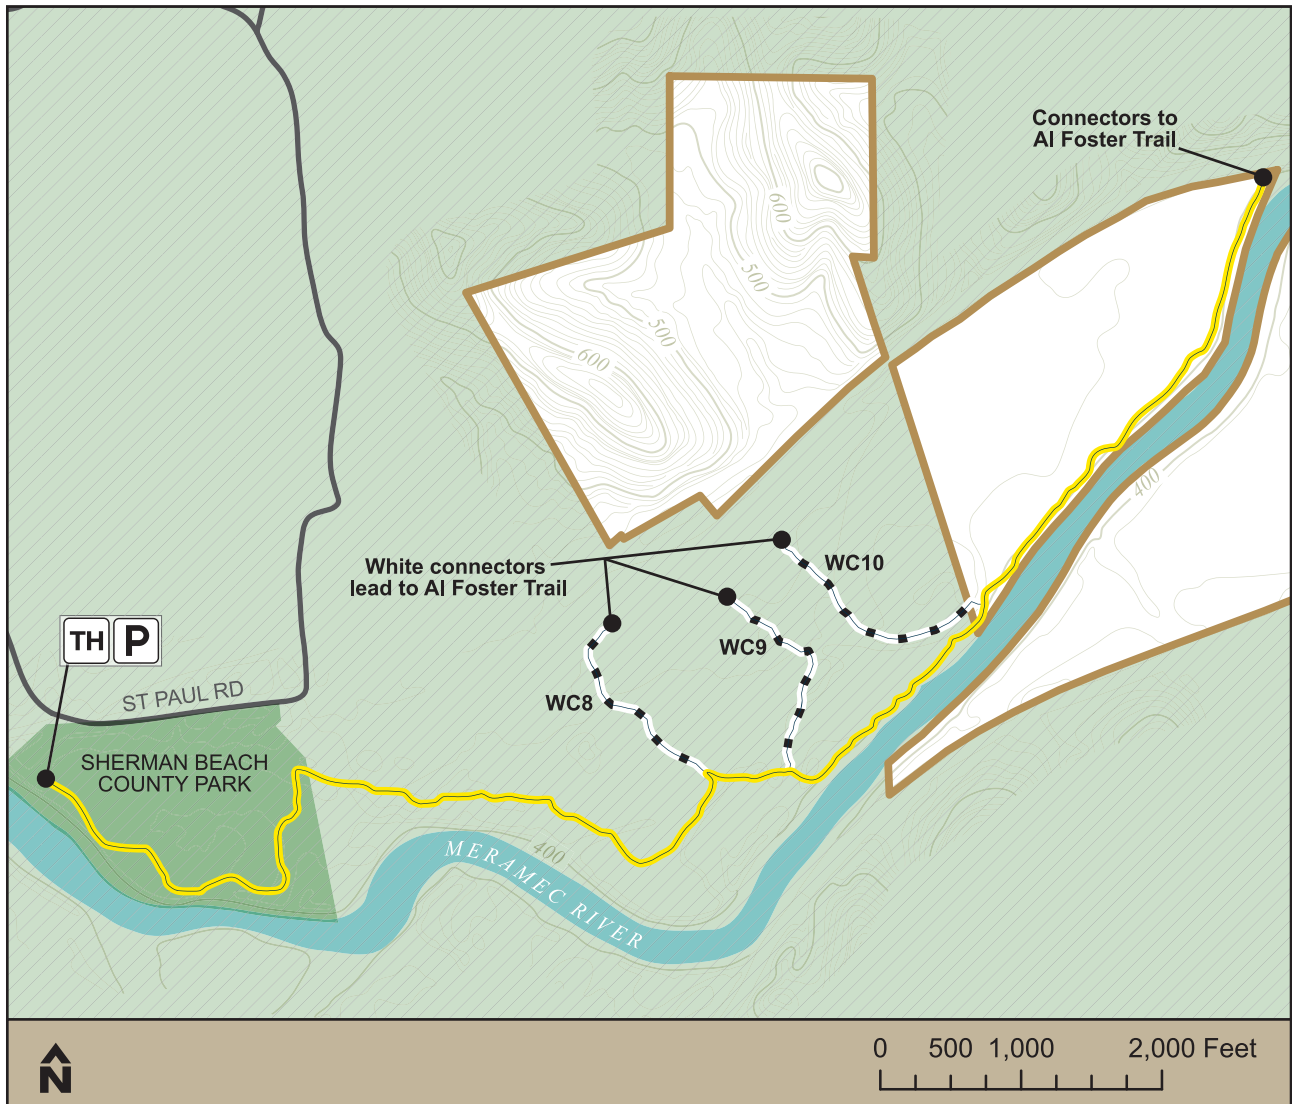 Connectors to
Al Foster Trail
600
500
500
600
400
White connectors
lead to Al Foster Trail
WC10
WC9
WC8
TH P
ST PAUL RD
SHERMAN BEACH
COUNTY PARK
400
MERAMEC RIVER
N
0 500 1,000 2,000 Feet